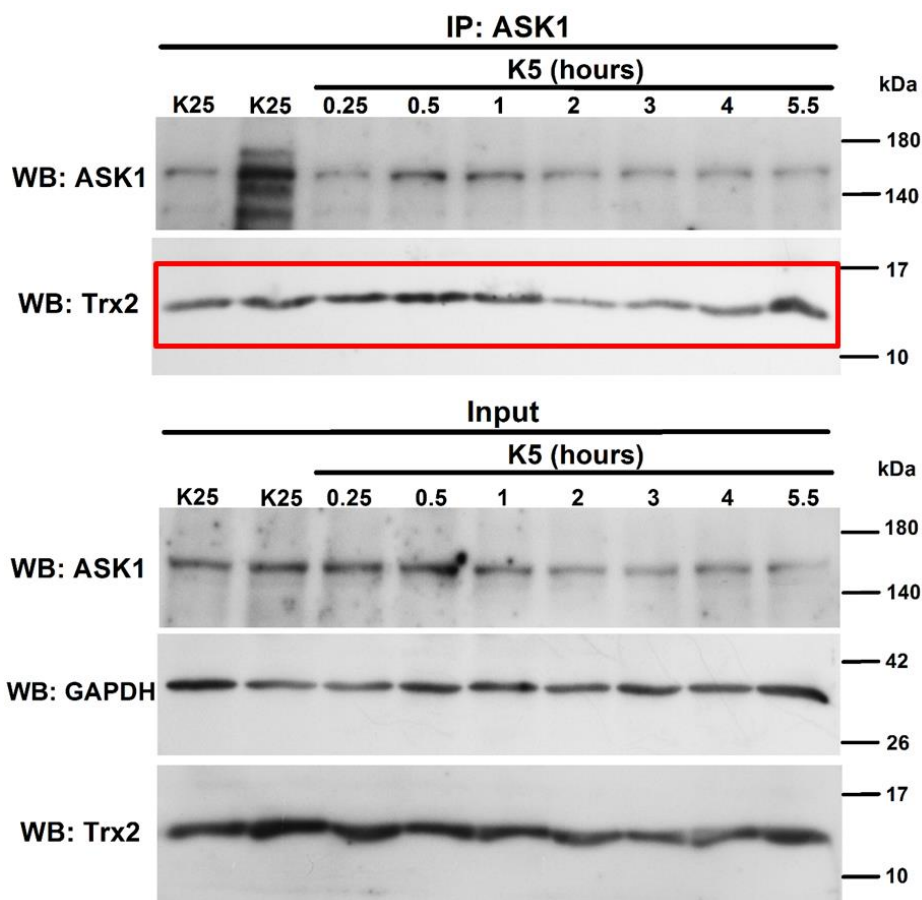 IP: ASK1
K5 (hours)
kDa
K25 K25 0.25 0.5 1 2 3 4 5.5
180
WB: ASK1
140
17
WB: Trx2
10
Input
K5 (hours)
kDa
K25 K25 0.25 0.5 1 2 3 4 5.5
180
WB: ASK1
140
42
WB: GAPDH
26
17
WB: Trx2
10